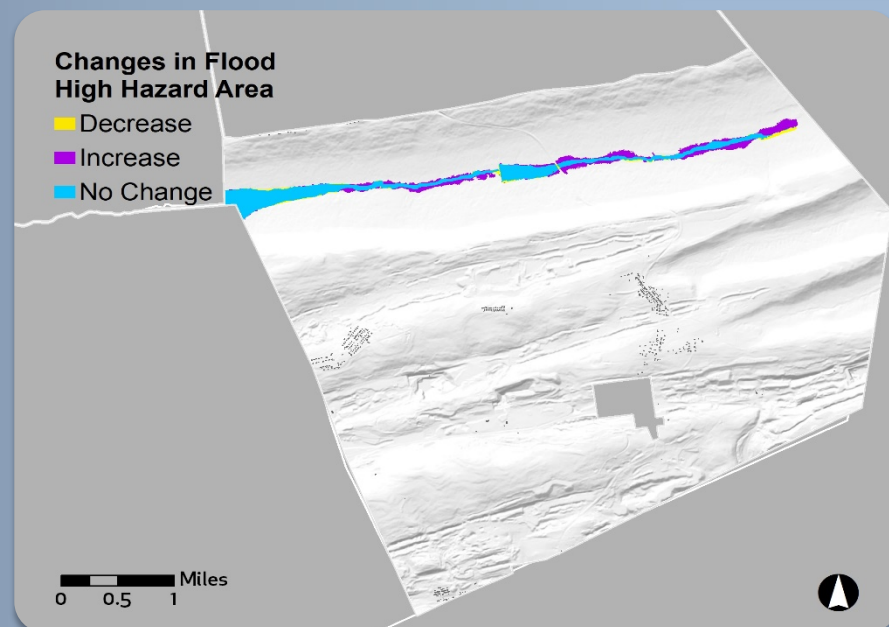 Changes in Flood
High Hazard Area
Decrease
Increase
No Change
Miles
0 0.5 1